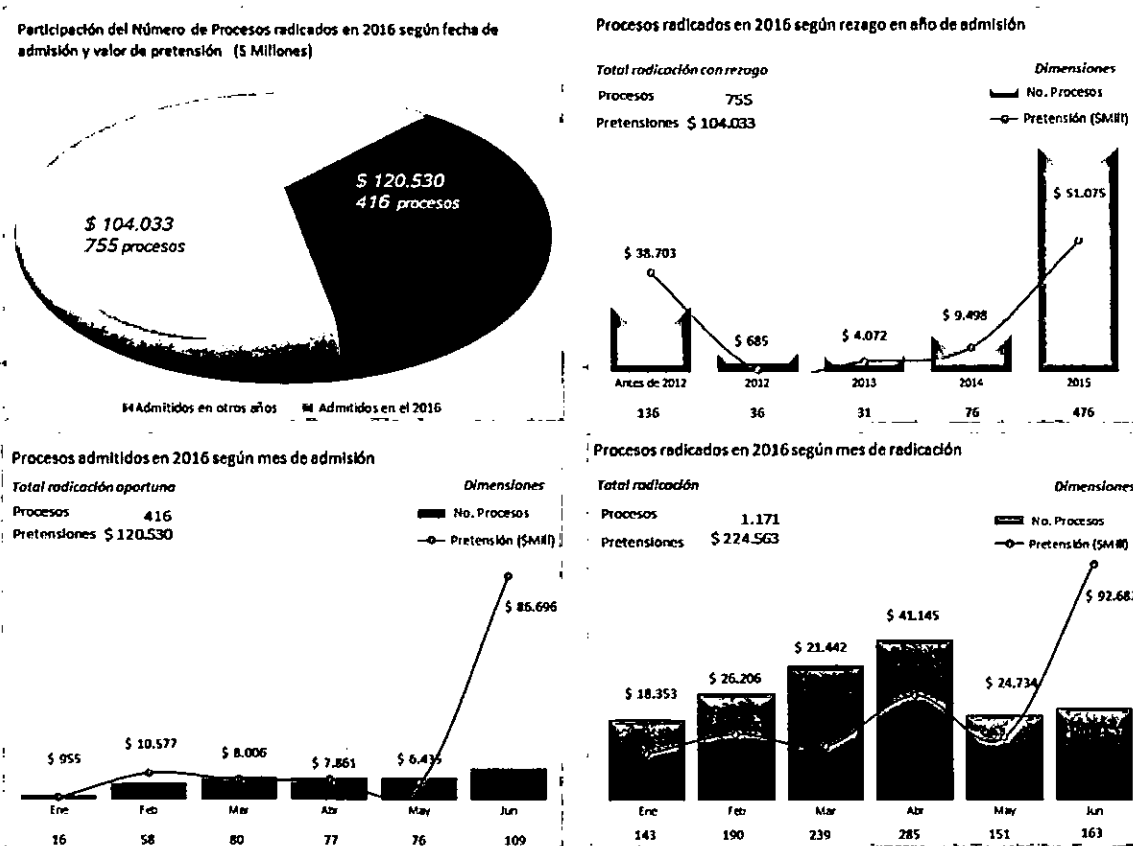 Participación del Número de Procesos radicados en 2016 según fecha de
admisión y valor de pretensión ($ Millones)
$ 120.530
416 procesos
$ 104.033
755 procesos
Admitidos en otros años Admitidos en el 2016
Procesos radicados en 2016 según rezago en año de admisión
Total radicación con rezago
Dimensiones
Procesos 755
No. Procesos
Pretensiones $ 104.033
Pretensión ($Mill)
$ 38.703
$ 685
$ 4.072
$ 9.498
$ 51.075
Antes de 2012 2012 2013 2014 2015
136 36 31 76 476
Procesos admitidos en 2016 según mes de admisión
Total radicación oportuna
Dimensiones
Procesos 416
No. Procesos
Pretensiones $ 120.530
Pretensión ($Mill)
$ 955
$ 10.577
$ 8.006
$ 7.861
$ 6.435
$ 86.696
Ene Feb Mar Abr May Jun
16 58 80 77 76 109
Procesos radicados en 2016 según mes de radicación
Total radicación
Dimensiones
Procesos 1.171
No. Procesos
Pretensiones $ 224.563
Pretensión ($Mill)
$ 18.353
$ 26.206
$ 21.442
$ 41.145
$ 24.734
Ene Feb Mar Abr May Jun
143 190 239 285 151 163